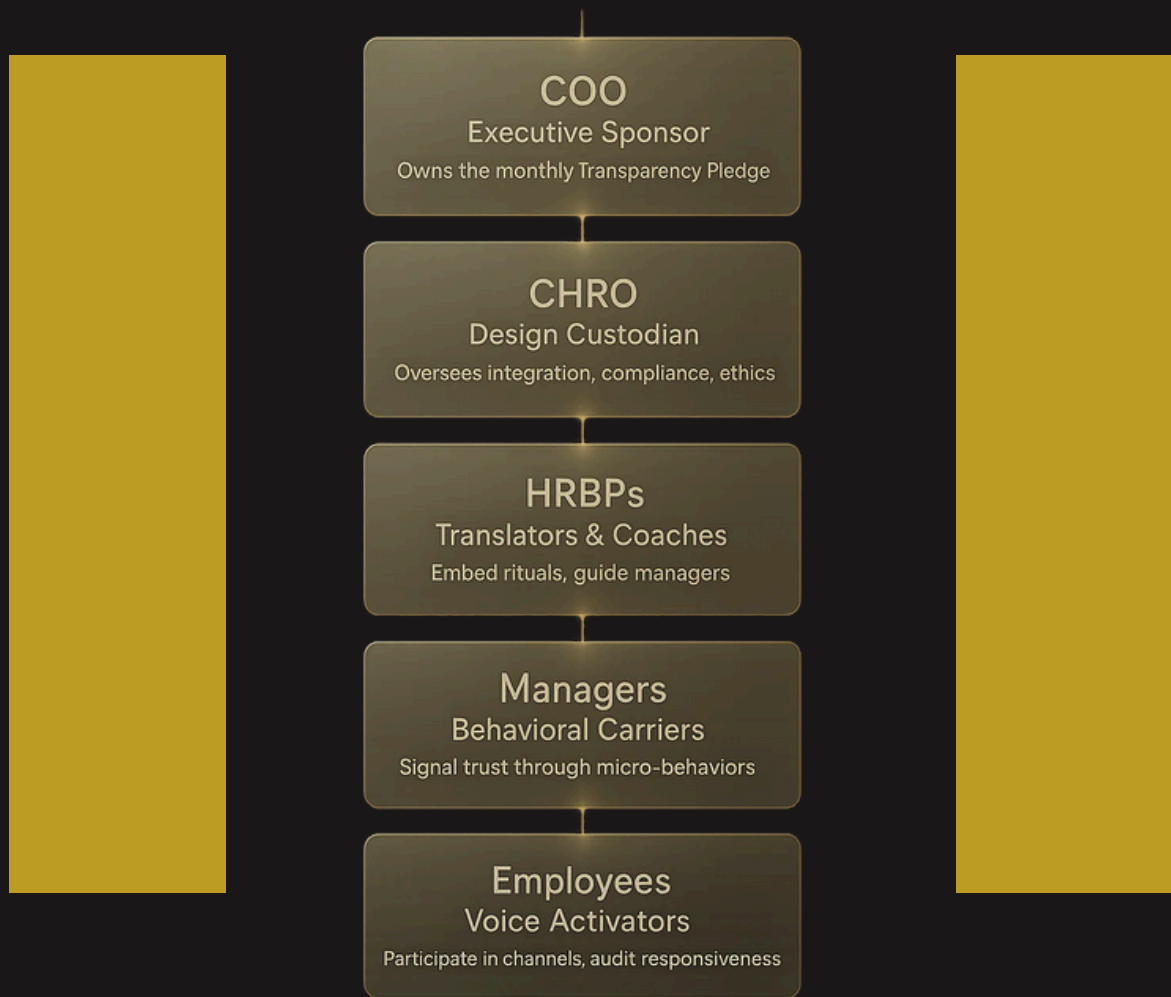 COO
Executive Sponsor
Owns the monthly Transparency Pledge
CHRO
Design Custodian
Oversees integration, compliance, ethics
HRBPs
Translators & Coaches
Embed rituals, guide managers
Managers
Behavioral Carriers
Signal trust through micro-behaviors
Employees
Voice Activators
Participate in channels, audit responsiveness